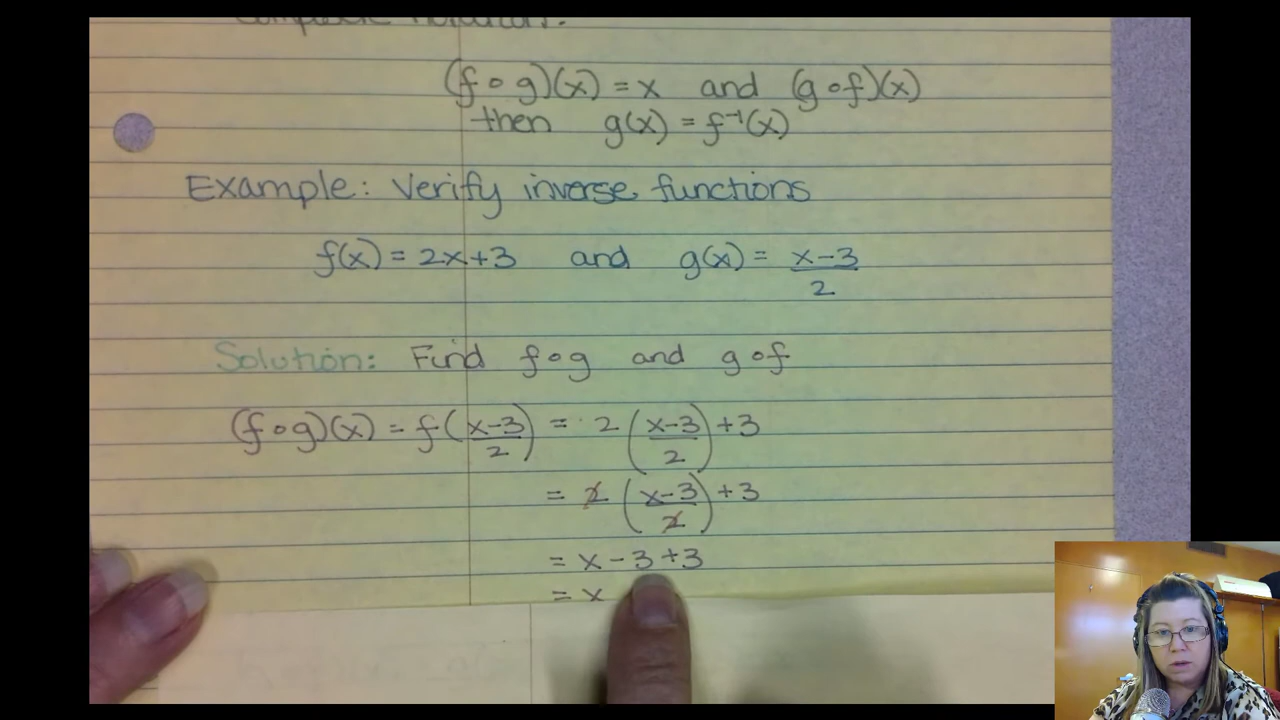 (f∘g)(x) = x and (g∘f)(x)
then g(x) = f⁻¹(x)
Example: Verify inverse functions
f(x) = 2x+3 and g(x) = x-3/2
Solution: Find f∘g and g∘f
(f∘g)(x) = f(x-3/2) = 2(x-3/2)+3
= 2(x-3/2)+3
= x-3+3
= x